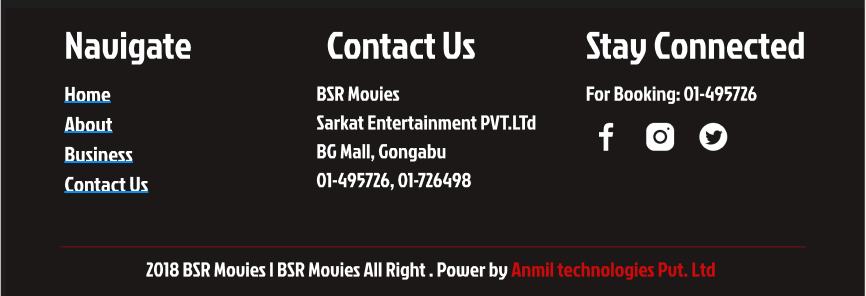 Navigate
Home
About
Business
Contact Us
Contact Us
BSR Movies
Sarkat Entertainment PVT.LTd
BG Mall, Gongabu
01-495726, 01-726498
Stay Connected
For Booking: 01-495726
2018 BSR Movies I BSR Movies All Right . Power by Anmil technologies Pvt. Ltd